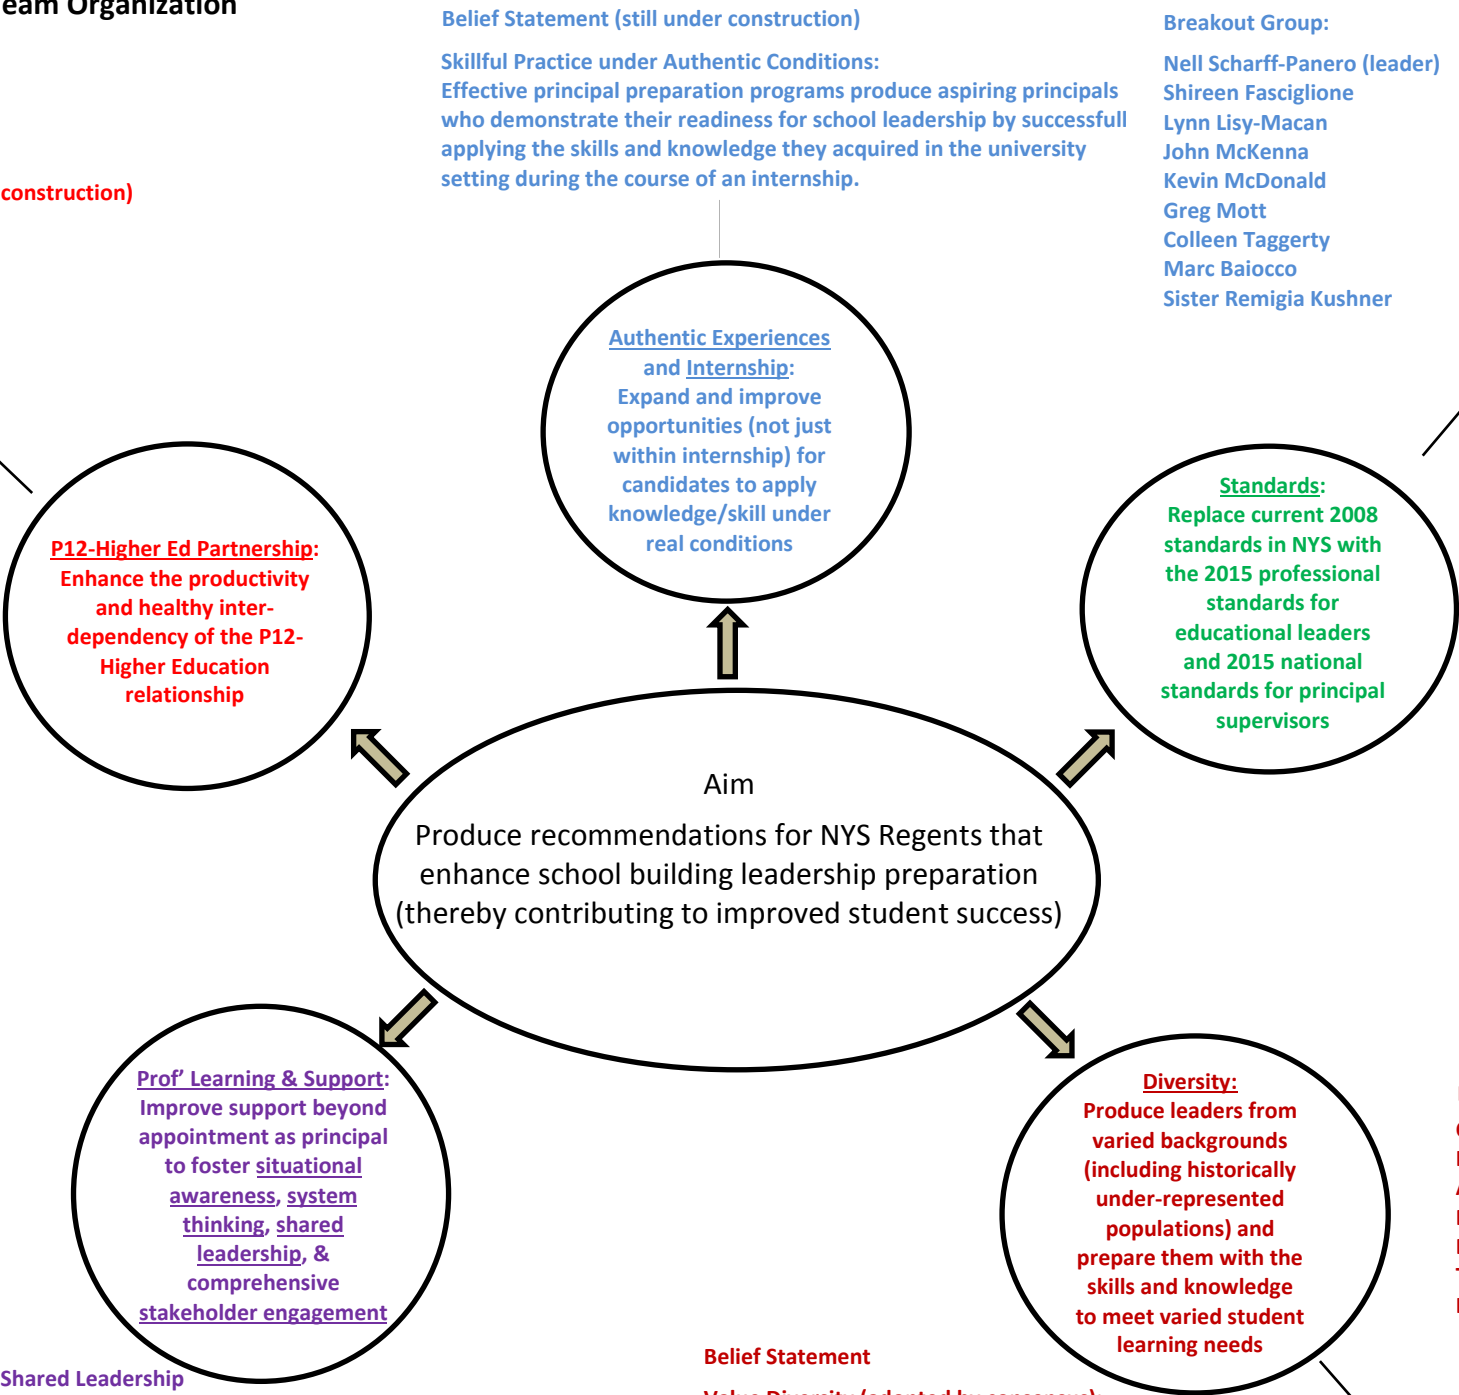 eam Organization
construction)
Belief Statement (still under construction)
Skillful Practice under Authentic Conditions:
Effective principal preparation programs produce aspiring principals
who demonstrate their readiness for school leadership by successfull
applying the skills and knowledge they acquired in the university
setting during the course of an internship.
Breakout Group:
Nell Scharff-Panero (leader)
Shireen Fasciglione
Lynn Lisy-Macan
John McKenna
Kevin McDonald
Greg Mott
Colleen Taggerty
Marc Baiocco
Sister Remigia Kushner
Authentic Experiences
and Internship:
Expand and improve
opportunities (not just
within internship) for
candidates to apply
knowledge/skill under
real conditions
P12-Higher Ed Partnership:
Enhance the productivity
and healthy inter-
dependency of the P12-
Higher Education
relationship
Standards:
Replace current 2008
standards in NYS with
the 2015 professional
standards for
educational leaders
and 2015 national
standards for principal
supervisors
Aim
Produce recommendations for NYS Regents that
enhance school building leadership preparation
(thereby contributing to improved student success)
Prof’ Learning & Support:
Improve support beyond
appointment as principal
to foster situational
awareness, system
thinking, shared
leadership, &
comprehensive
stakeholder engagement
Diversity:
Produce leaders from
varied backgrounds
(including historically
under-represented
populations) and
prepare them with the
skills and knowledge
to meet varied student
learning needs
Shared Leadership
Belief Statement
Value Diversity (adopted by consensus):